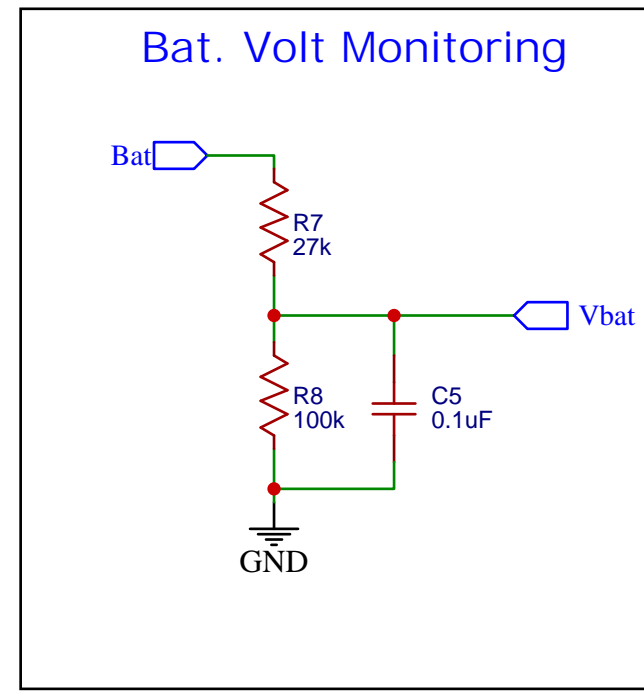 Bat. Volt Monitoring
Bat
R7
27k
Vbat
R8
100k
C5
0.1uF
GND